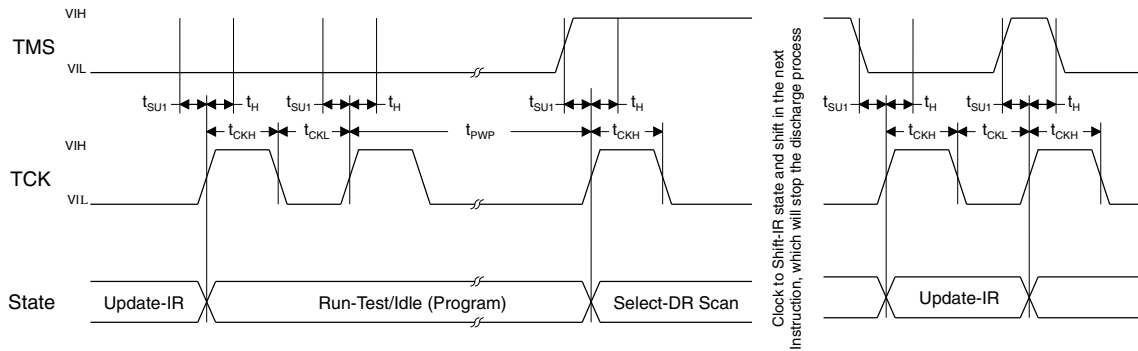 VIH
TMS
VIL
tSU1 tH tSU1 tH tSU1 tH tSU1 tH tSU1 tH
tCKH tCKL tPWP tCKH tCKH tCKL tCKH
VIH
TCK
VIL
State
Update-IR Run-Test/Idle (Program) Select-DR Scan Update-IR
Clock to Shift-IR state and shift in the next
Instruction, which will stop the discharge process